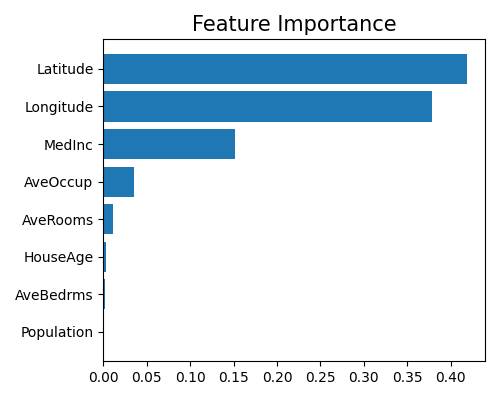 Feature Importance
Latitude
Longitude
MedInc
AveOccup
AveRooms
HouseAge
AveBedrms
Population
0.00 0.05 0.10 0.15 0.20 0.25 0.30 0.35 0.40